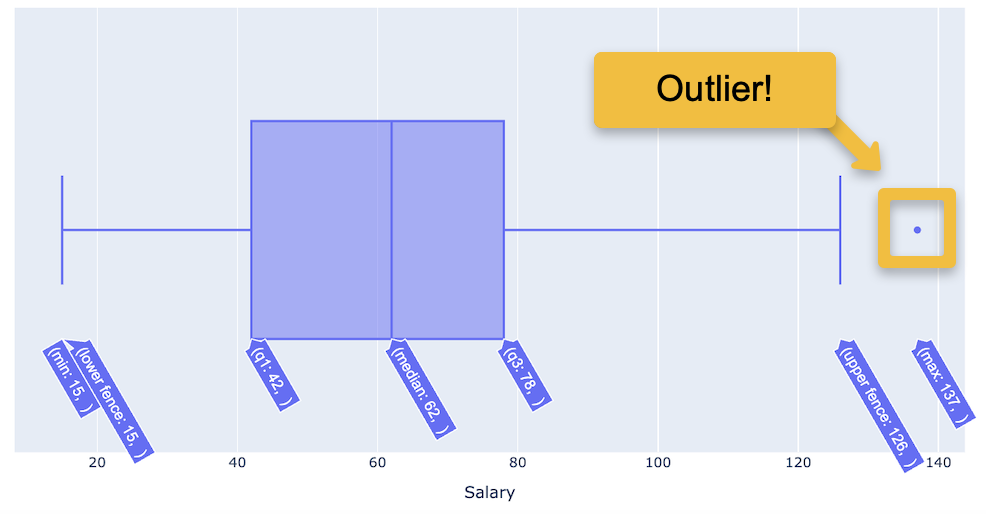 Outlier!
(min: 15,  )
(lower fence: 15,  )
(q1: 42,  )
(median: 62,  )
(q3: 78,  )
(upper fence: 126,  )
(max: 137,  )
20 40 60 80 100 120 140
Salary